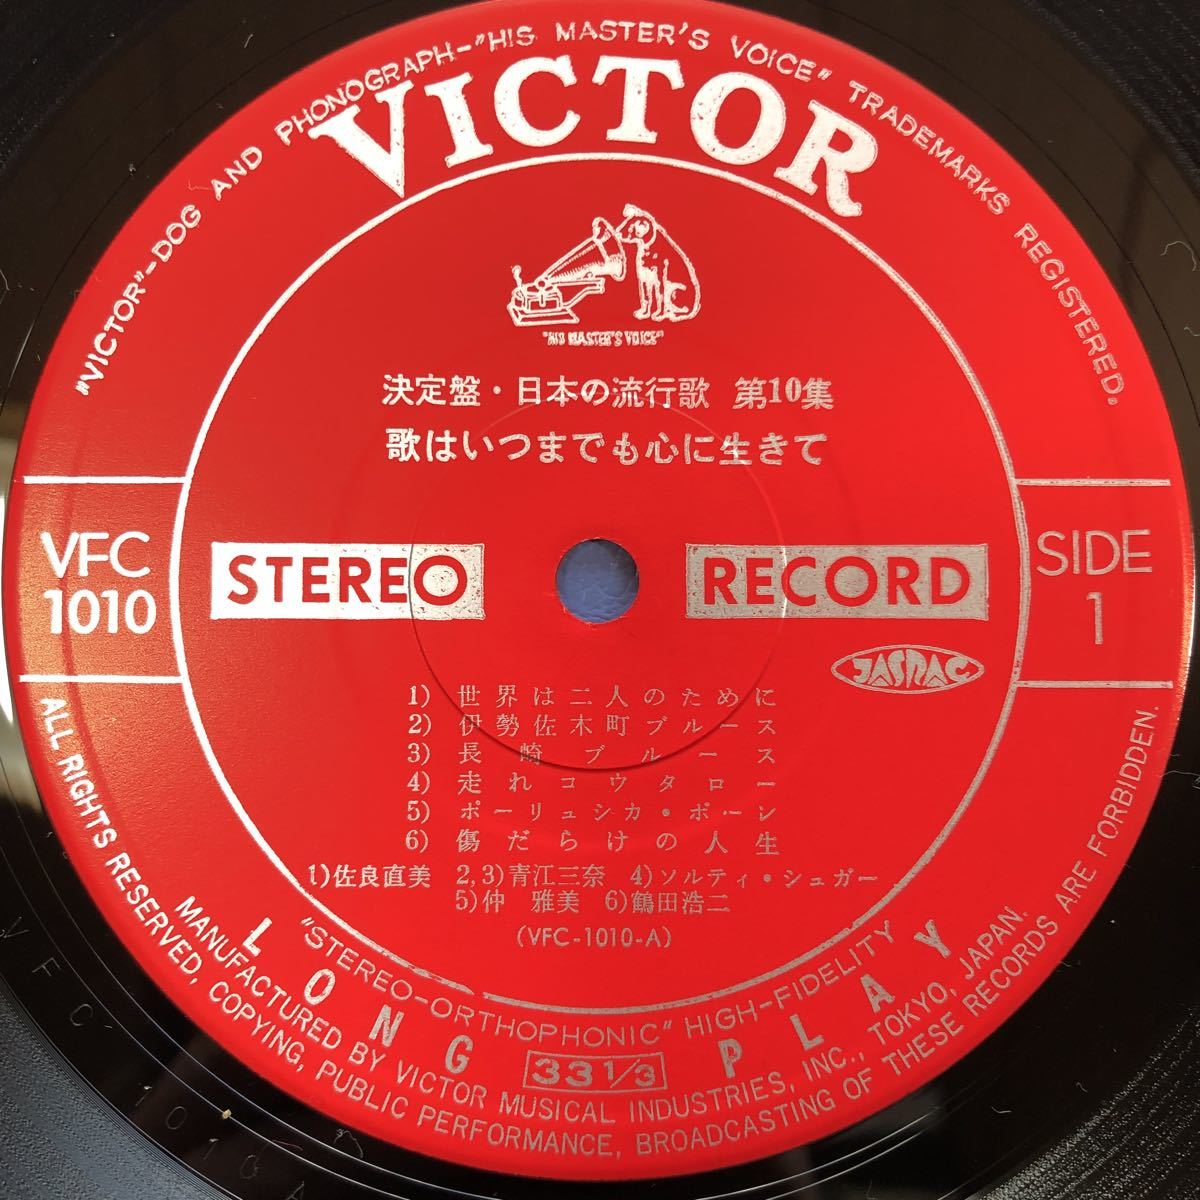 "VICTOR"–DOG AND PHONOGRAPH–"HIS MASTER'S VOICE" TRADEMARKS REGISTERED.
VICTOR
"HIS MASTER'S VOICE"
決定盤・日本の流行歌 第10集
歌はいつまでも心に生きて
VFC
1010
STEREO RECORD
SIDE
1
JASRAC
1) 世界は二人のために
2) 伊勢佐木町ブルース
3) 長崎ブルース
4) 走れコウタロー
5) ポーリュシカ・ポーレ
6) 傷だらけの人生
1)佐良直美 2,3)青江三奈 4)ソルティ・シュガー
5)仲 雅美 6)鶴田浩二
(VFC-1010-A)
"STEREO-ORTHOPHONIC" HIGH-FIDELITY
LONG PLAY
33 1/3
MANUFACTURED BY VICTOR MUSICAL INDUSTRIES, INC., TOKYO, JAPAN.
ALL RIGHTS RESERVED, COPYING, PUBLIC PERFORMANCE, BROADCASTING OF THESE RECORDS ARE FORBIDDEN.
VFC 1010 A